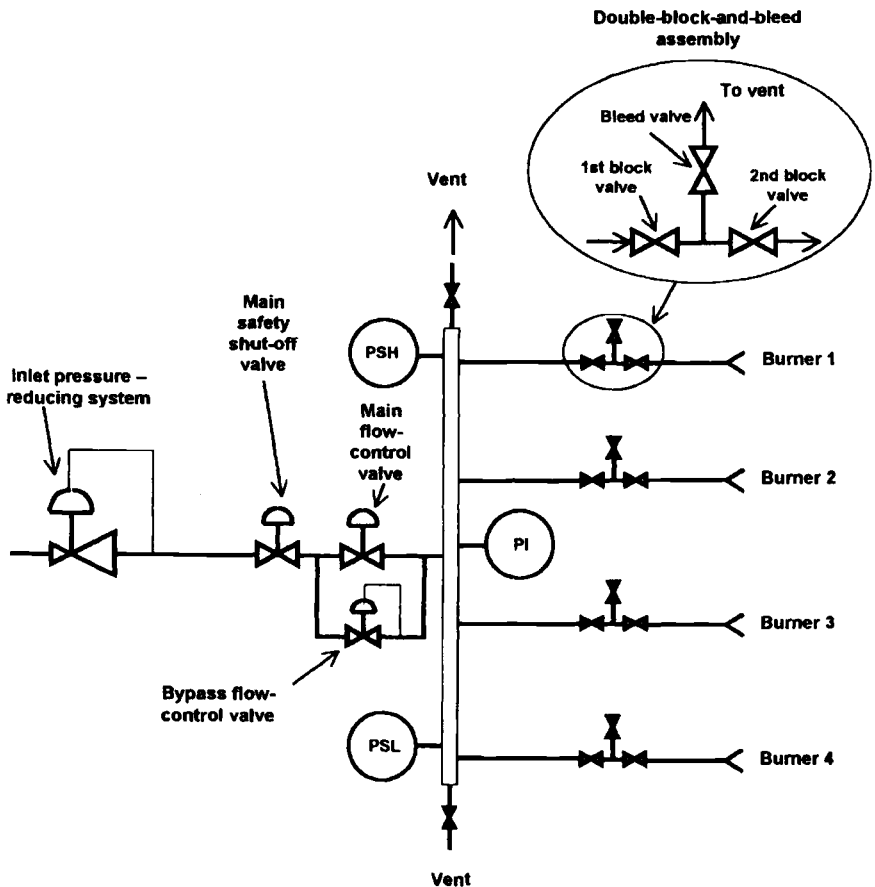 Double-block-and-bleed
assembly
To vent
Bleed valve
1st block
valve
2nd block
valve
Vent
Main
safety
shut-off
valve
PSH
Burner 1
Inlet pressure –
reducing system
Main
flow-
control
valve
Burner 2
PI
Burner 3
Bypass flow-
control valve
PSL
Burner 4
Vent